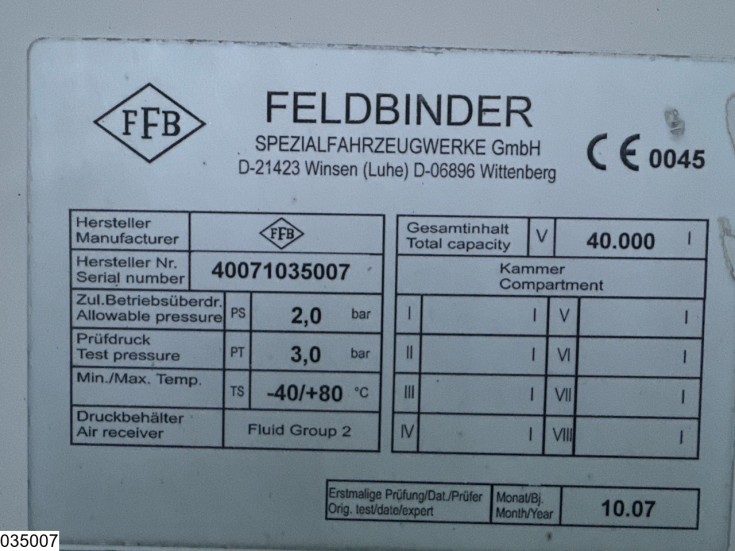 FFB
FELDBINDER
SPEZIALFAHRZEUGWERKE GmbH
D-21423 Winsen (Luhe) D-06896 Wittenberg
CE 0045
Hersteller
Manufacturer
FFB
Hersteller Nr.
Serial number
40071035007
Zul.Betriebsüberdr.
Allowable pressure
PS
2,0 bar
Prüfdruck
Test pressure
PT
3,0 bar
Min./Max. Temp.
TS
-40/+80 °C
Druckbehälter
Air receiver
Fluid Group 2
Gesamtinhalt
Total capacity
V
40.000 l
Kammer
Compartment
I l V l
II l VI l
III l VII l
IV l VIII l
Erstmalige Prüfung/Dat./Prüfer
Orig. test/date/expert
Monat/Bj.
Month/Year
10.07
035007